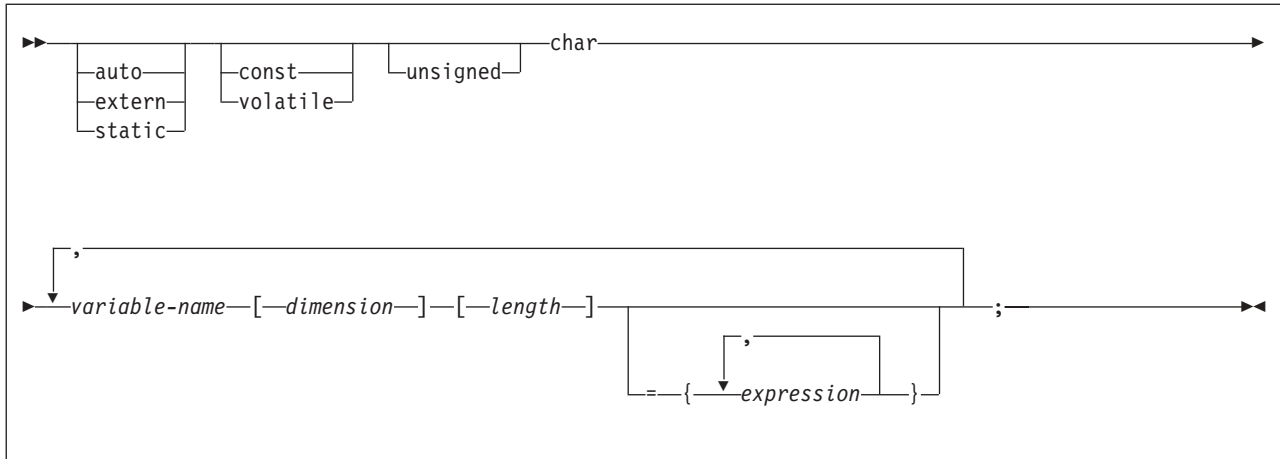 char
auto const unsigned
extern volatile
static
,
variable-name [ dimension ] [ length ] ;
,
= { expression }